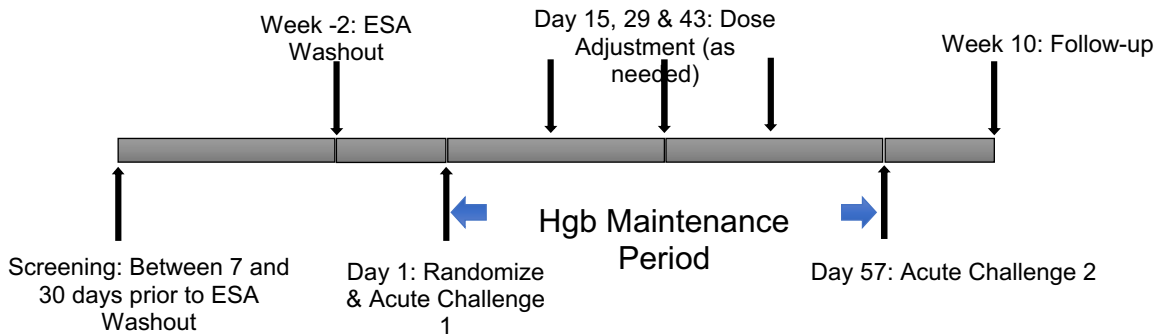 Week -2: ESA
Washout
Day 15, 29 & 43: Dose
Adjustment (as
needed)
Week 10: Follow-up
Screening: Between 7 and
30 days prior to ESA
Washout
Day 1: Randomize
& Acute Challenge
1
Hgb Maintenance
Period
Day 57: Acute Challenge 2